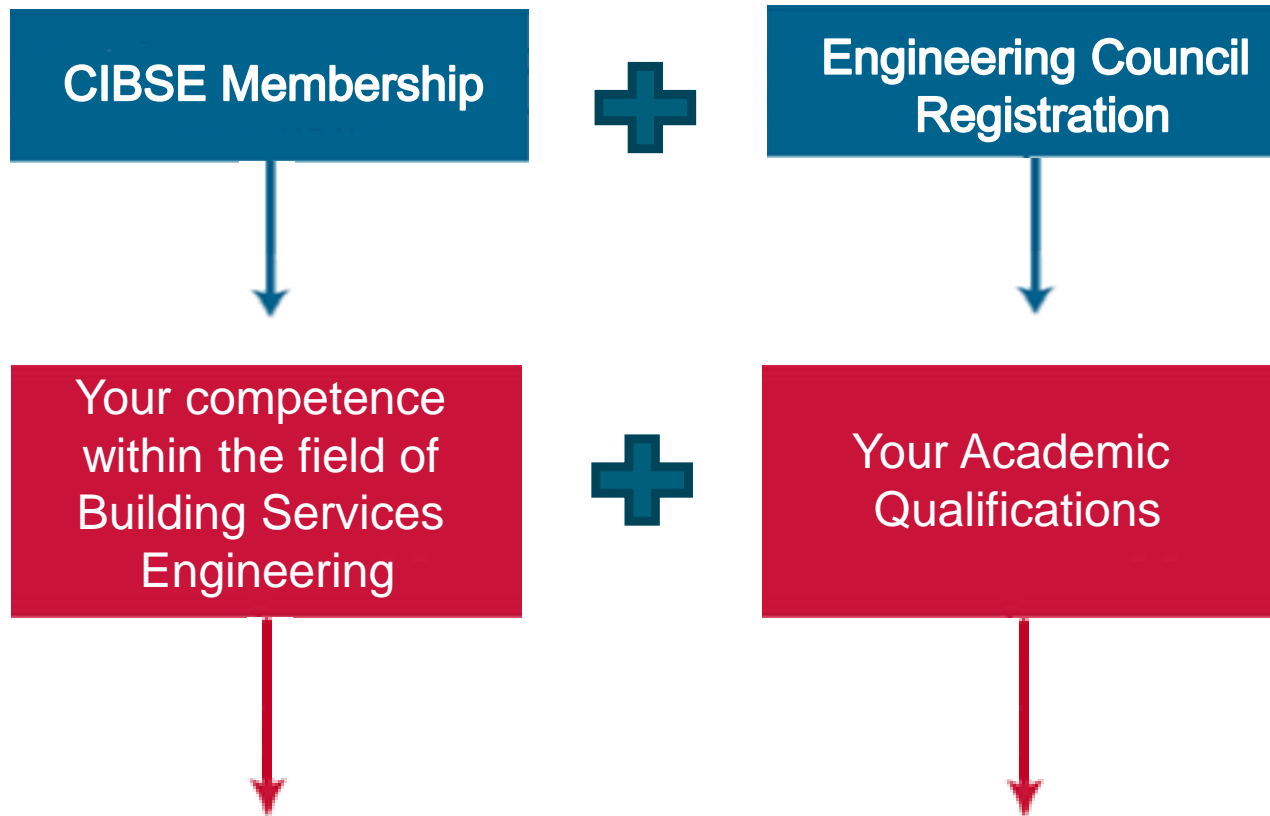 CIBSE Membership
Engineering Council
Registration
Your competence
within the field of
Building Services
Engineering
Your Academic
Qualifications